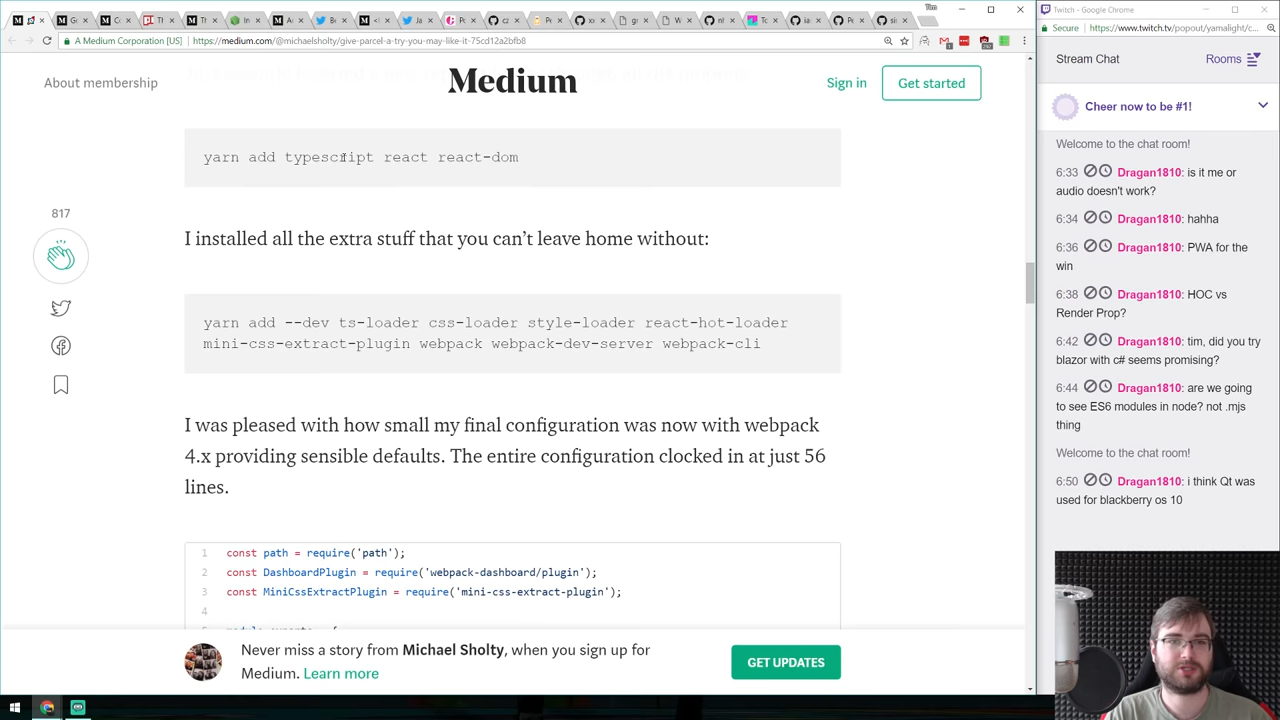 Tim
Twitch - Google Chrome
A Medium Corporation [US]
https://medium.com/@michaelsholty/give-parcel-a-try-you-may-like-it-75cd12a2bfb8
Secure
https://www.twitch.tv/popout/yamalight/c...
About membership
Medium
Sign in
Get started
yarn add typescript react react-dom
817
I installed all the extra stuff that you can’t leave home without:
yarn add --dev ts-loader css-loader style-loader react-hot-loader
mini-css-extract-plugin webpack webpack-dev-server webpack-cli
I was pleased with how small my final configuration was now with webpack
4.x providing sensible defaults. The entire configuration clocked in at just 56
lines.
1 const path = require('path');
2 const DashboardPlugin = require('webpack-dashboard/plugin');
3 const MiniCssExtractPlugin = require('mini-css-extract-plugin');
4
Never miss a story from Michael Sholty, when you sign up for
Medium. Learn more
GET UPDATES
Stream Chat
Rooms
Cheer now to be #1!
Welcome to the chat room!
6:33 Dragan1810: is it me or
audio doesn't work?
6:34 Dragan1810: hahha
6:36 Dragan1810: PWA for the
win
6:38 Dragan1810: HOC vs
Render Prop?
6:42 Dragan1810: tim, did you try
blazor with c# seems promising?
6:44 Dragan1810: are we going
to see ES6 modules in node? not .mjs
thing
Welcome to the chat room!
6:50 Dragan1810: i think Qt was
used for blackberry os 10